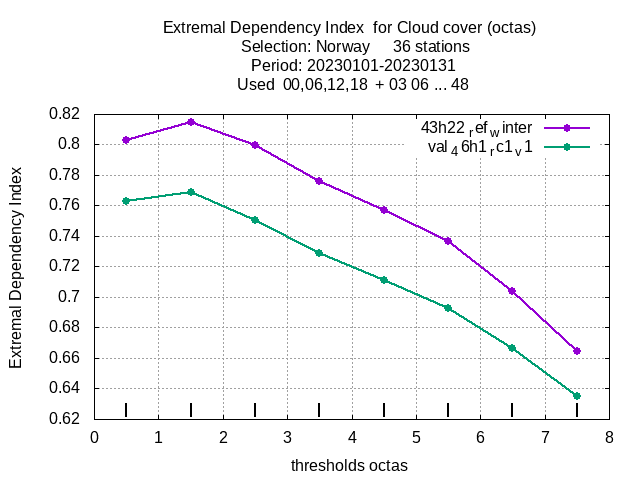 Extremal Dependency Index  for Cloud cover (octas)
Selection: Norway     36 stations
Period: 20230101-20230131
Used  00,06,12,18  + 03 06 ... 48
43h22 ref winter
val 4 6h1 r c1 v 1
0.82
0.8
0.78
0.76
0.74
0.72
0.7
0.68
0.66
0.64
0.62
Extremal Dependency Index
0 1 2 3 4 5 6 7 8
thresholds octas